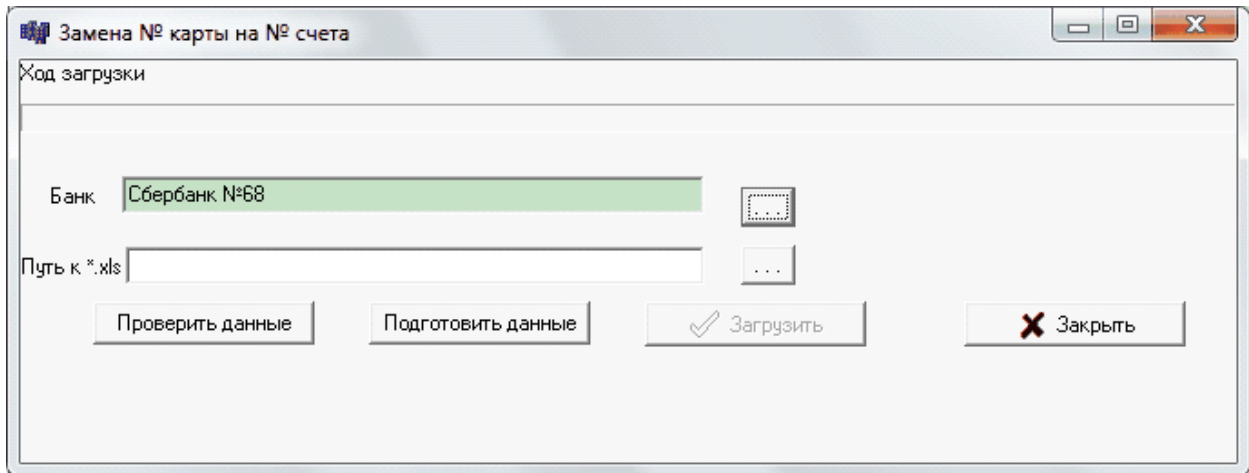 Замена № карты на № счета
Ход загрузки
Банк Сбербанк №68 ...
Путь к *.xls ...
Проверить данные Подготовить данные Загрузить Закрыть